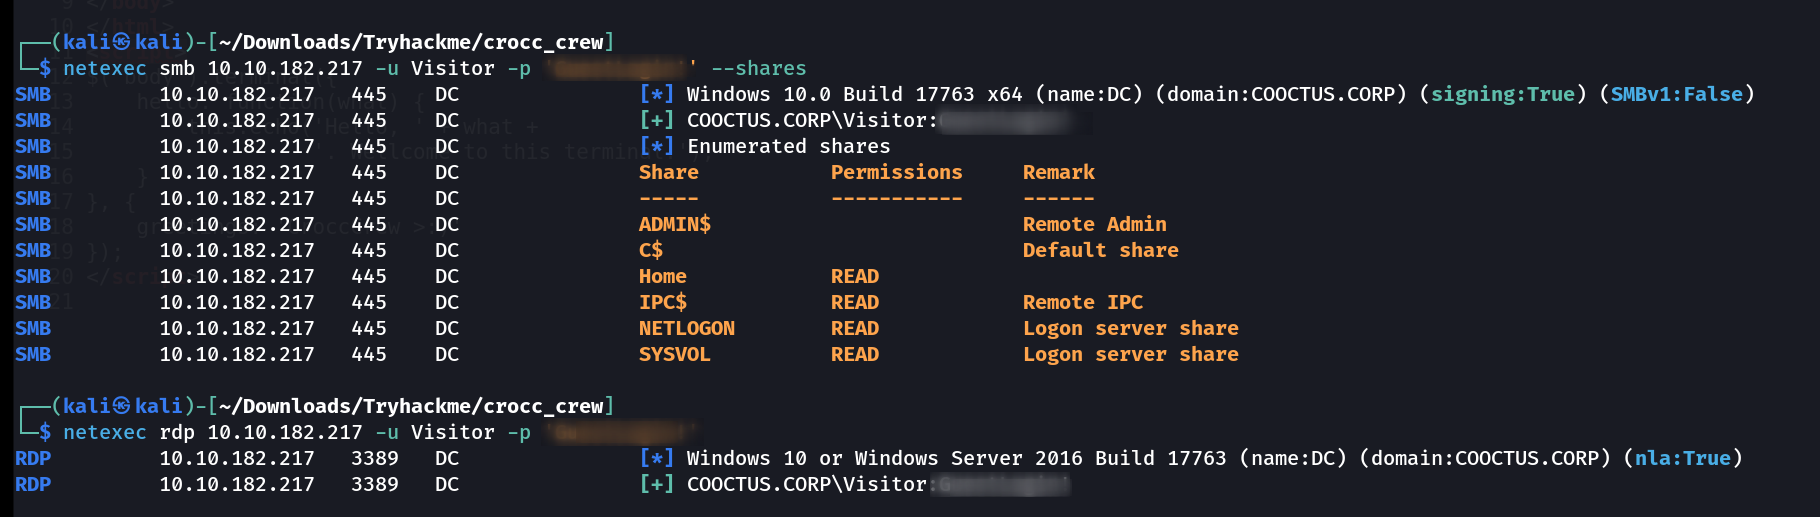 ┌──(kali㉿kali)-[~/Downloads/Tryhackme/crocc_crew]
└─$ netexec smb 10.10.182.217 -u Visitor -p ' ' --shares
SMB 10.10.182.217 445 DC [*] Windows 10.0 Build 17763 x64 (name:DC) (domain:COOCTUS.CORP) (signing:True) (SMBv1:False)
SMB 10.10.182.217 445 DC [+] COOCTUS.CORP\Visitor:
SMB 10.10.182.217 445 DC [*] Enumerated shares
SMB 10.10.182.217 445 DC Share Permissions Remark
SMB 10.10.182.217 445 DC ----- ----------- ------
SMB 10.10.182.217 445 DC ADMIN$ Remote Admin
SMB 10.10.182.217 445 DC C$ Default share
SMB 10.10.182.217 445 DC Home READ
SMB 10.10.182.217 445 DC IPC$ READ Remote IPC
SMB 10.10.182.217 445 DC NETLOGON READ Logon server share
SMB 10.10.182.217 445 DC SYSVOL READ Logon server share
┌──(kali㉿kali)-[~/Downloads/Tryhackme/crocc_crew]
└─$ netexec rdp 10.10.182.217 -u Visitor -p
RDP 10.10.182.217 3389 DC [*] Windows 10 or Windows Server 2016 Build 17763 (name:DC) (domain:COOCTUS.CORP) (nla:True)
RDP 10.10.182.217 3389 DC [+] COOCTUS.CORP\Visitor: